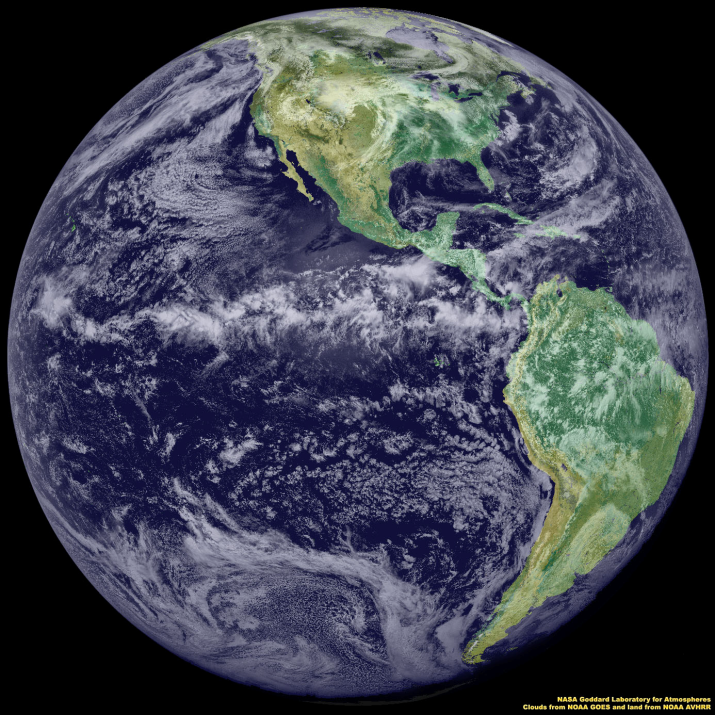 NASA Goddard Laboratory for Atmospheres
Clouds from NOAA GOES and land from NOAA AVHRR